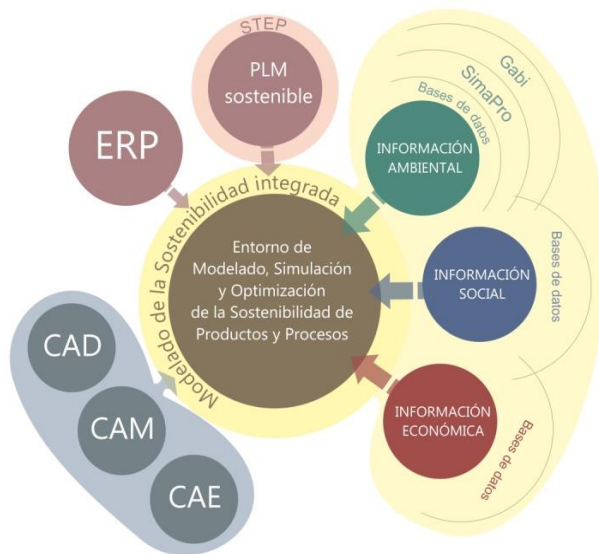 STEP
PLM
sostenible
ERP
Gabi
SimaPro
Bases de datos
INFORMACIÓN
AMBIENTAL
Modelado de la Sostenibilidad integrada
Entorno de
Modelado, Simulación
y Optimización
de la Sostenibilidad de
Productos y Procesos
INFORMACIÓN
SOCIAL
Bases de datos
CAD
CAM
CAE
INFORMACIÓN
ECONÓMICA
Bases de datos